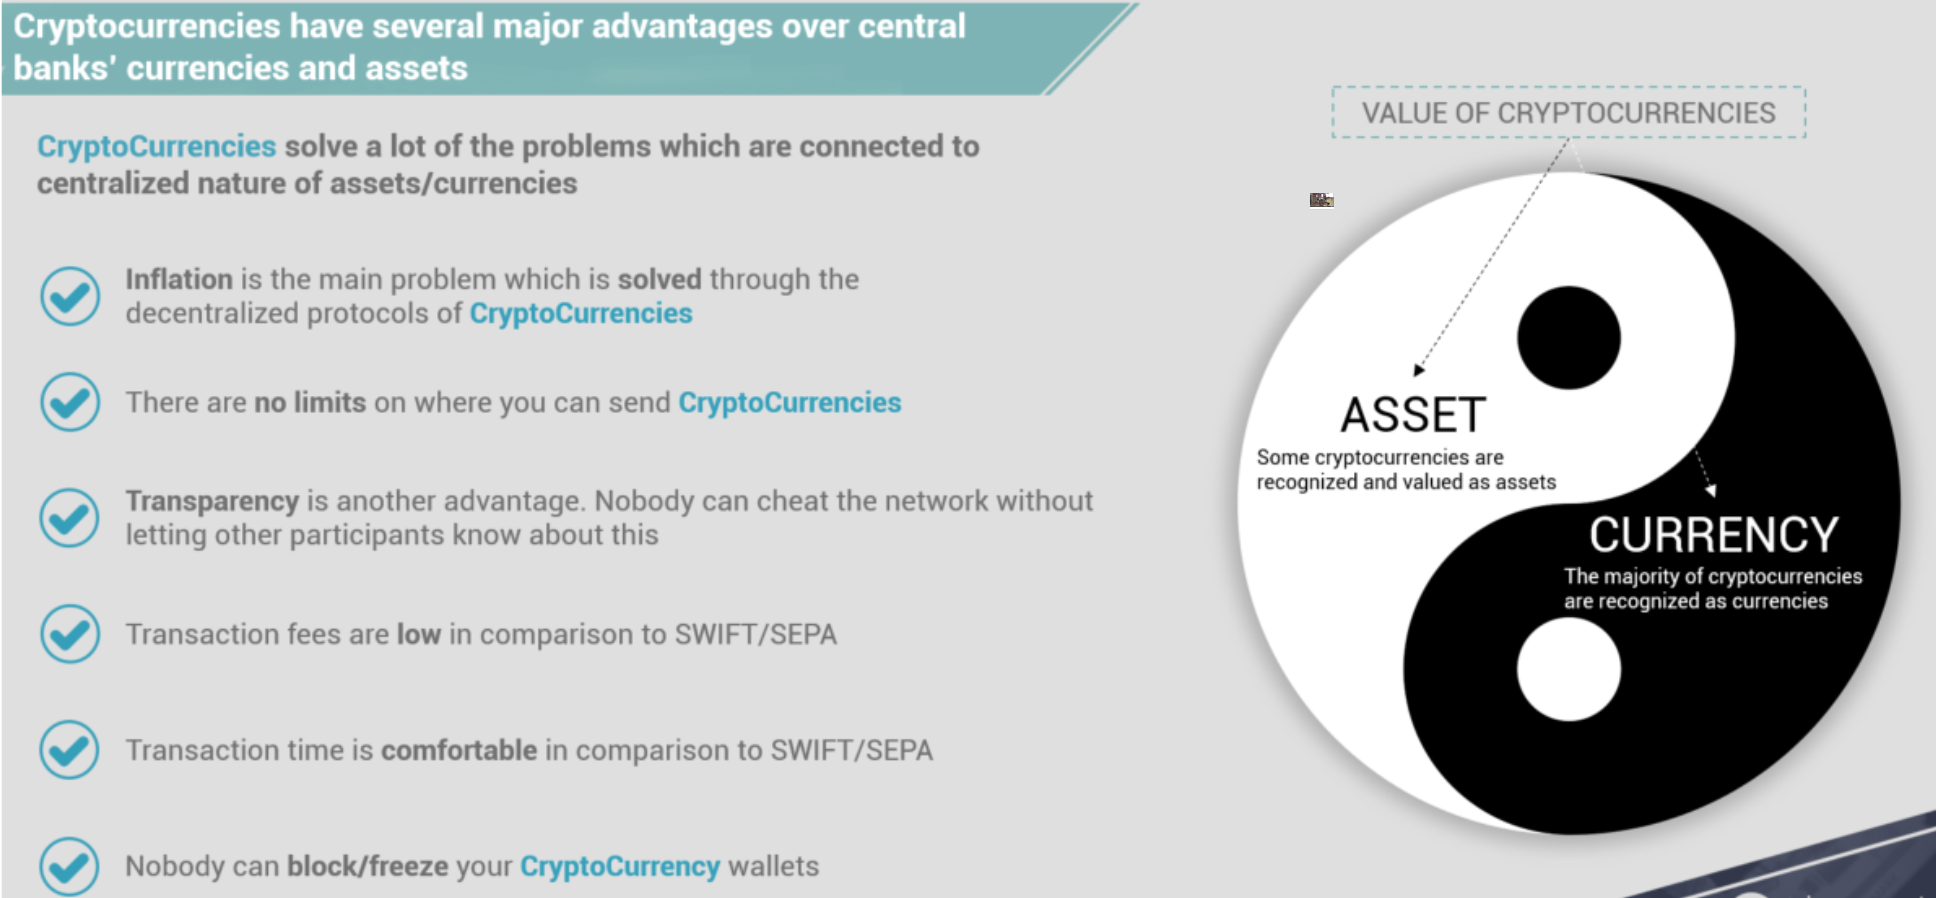 Cryptocurrencies have several major advantages over central
banks' currencies and assets
CryptoCurrencies solve a lot of the problems which are connected to
centralized nature of assets/currencies
Inflation is the main problem which is solved through the
decentralized protocols of CryptoCurrencies
There are no limits on where you can send CryptoCurrencies
Transparency is another advantage. Nobody can cheat the network without
letting other participants know about this
Transaction fees are low in comparison to SWIFT/SEPA
Transaction time is comfortable in comparison to SWIFT/SEPA
Nobody can block/freeze your CryptoCurrency wallets
VALUE OF CRYPTOCURRENCIES
ASSET
Some cryptocurrencies are
recognized and valued as assets
CURRENCY
The majority of cryptocurrencies
are recognized as currencies